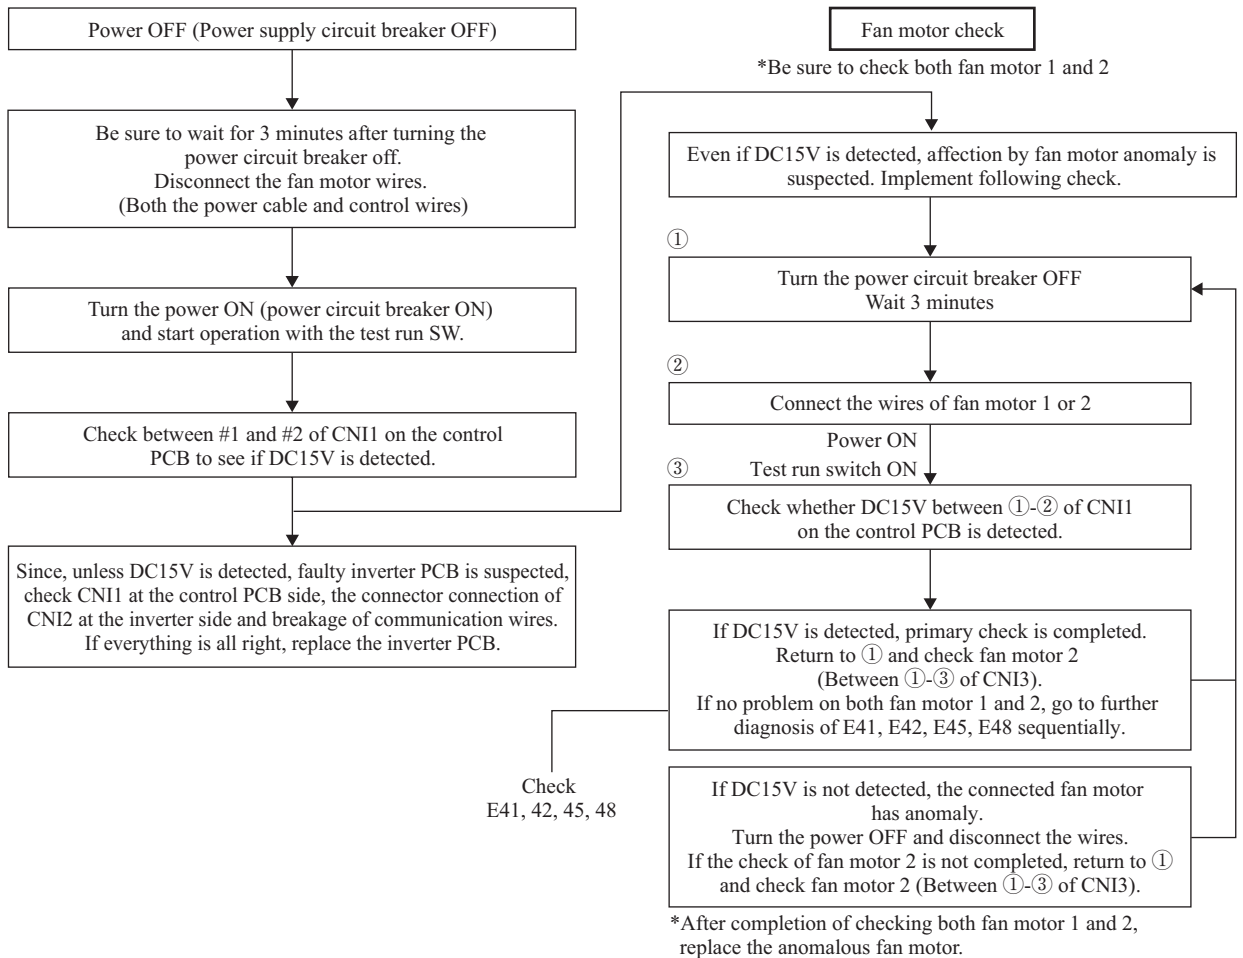 Power OFF (Power supply circuit breaker OFF)
Be sure to wait for 3 minutes after turning the
power circuit breaker off.
Disconnect the fan motor wires.
(Both the power cable and control wires)
Turn the power ON (power circuit breaker ON)
and start operation with the test run SW.
Check between #1 and #2 of CNI1 on the control
PCB to see if DC15V is detected.
Since, unless DC15V is detected, faulty inverter PCB is suspected,
check CNI1 at the control PCB side, the connector connection of
CNI2 at the inverter side and breakage of communication wires.
If everything is all right, replace the inverter PCB.
Fan motor check
*Be sure to check both fan motor 1 and 2
Even if DC15V is detected, affection by fan motor anomaly is
suspected. Implement following check.
①
Turn the power circuit breaker OFF
Wait 3 minutes
②
Connect the wires of fan motor 1 or 2
Power ON
③ Test run switch ON
Check whether DC15V between ①-② of CNI1
on the control PCB is detected.
If DC15V is detected, primary check is completed.
Return to ① and check fan motor 2
(Between ①-③ of CNI3).
If no problem on both fan motor 1 and 2, go to further
diagnosis of E41, E42, E45, E48 sequentially.
Check
E41, 42, 45, 48
If DC15V is not detected, the connected fan motor
has anomaly.
Turn the power OFF and disconnect the wires.
If the check of fan motor 2 is not completed, return to ①
and check fan motor 2 (Between ①-③ of CNI3).
*After completion of checking both fan motor 1 and 2,
replace the anomalous fan motor.